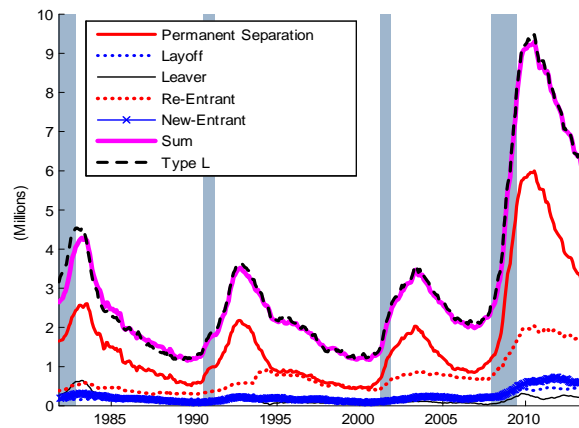 10
9
8
7
6
5
4
3
2
1
0
(Millions)
Permanent Separation
Layoff
Leaver
Re-Entrant
New-Entrant
Sum
Type L
1985 1990 1995 2000 2005 2010